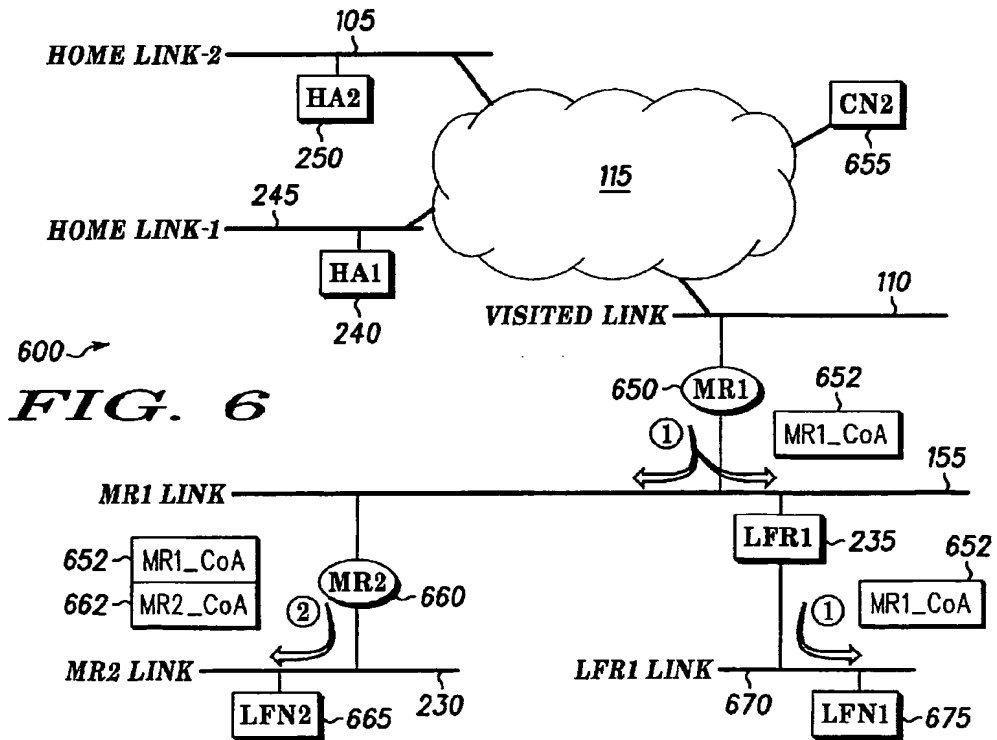 105
HOME LINK-2
HA2
250
CN2
655
115
245
HOME LINK-1
HA1
240
VISITED LINK
110
600
FIG. 6
650
MR1
652
MR1_CoA
1
MR1 LINK
155
LFR1
235
652
MR1_CoA
662
MR2_CoA
MR2
660
2
652
MR1_CoA
1
MR2 LINK
230
LFR1 LINK
670
LFN2
665
LFN1
675